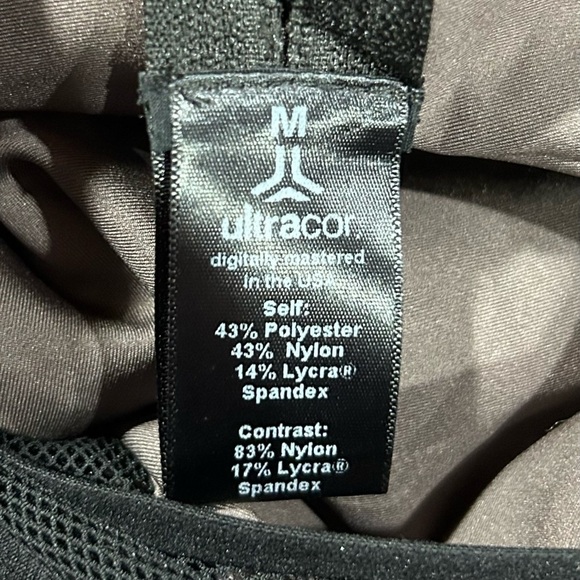 M
ultracor.
digitally mastered
in the USA
Self:
43% Polyester
43% Nylon
14% Lycra®
Spandex
Contrast:
83% Nylon
17% Lycra®
Spandex